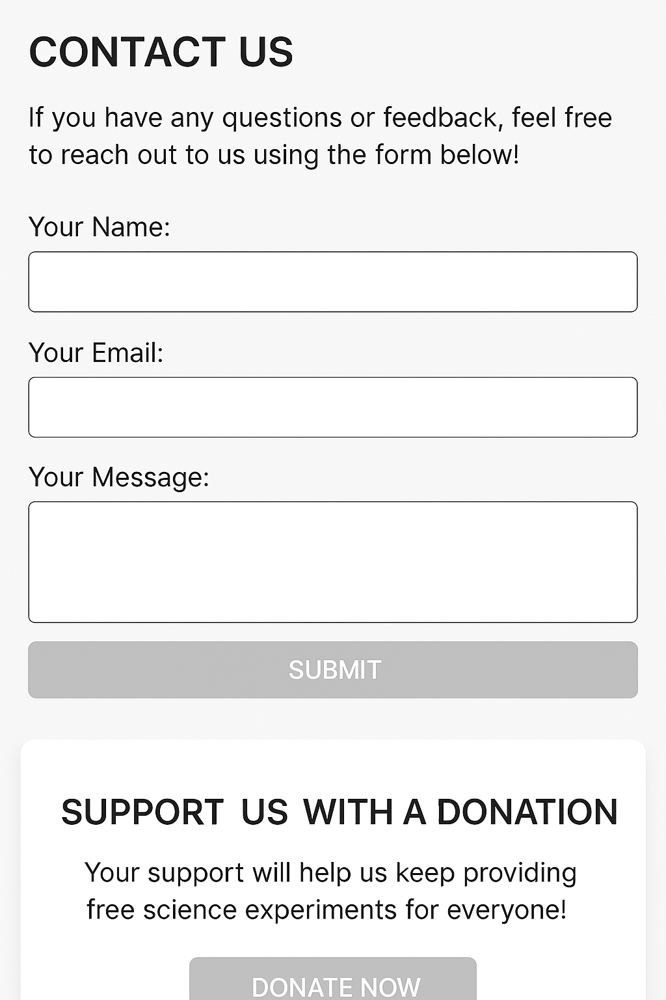 CONTACT US
If you have any questions or feedback, feel free
to reach out to us using the form below!
Your Name:
Your Email:
Your Message:
SUBMIT
SUPPORT US WITH A DONATION
Your support will help us keep providing
free science experiments for everyone!
DONATE NOW